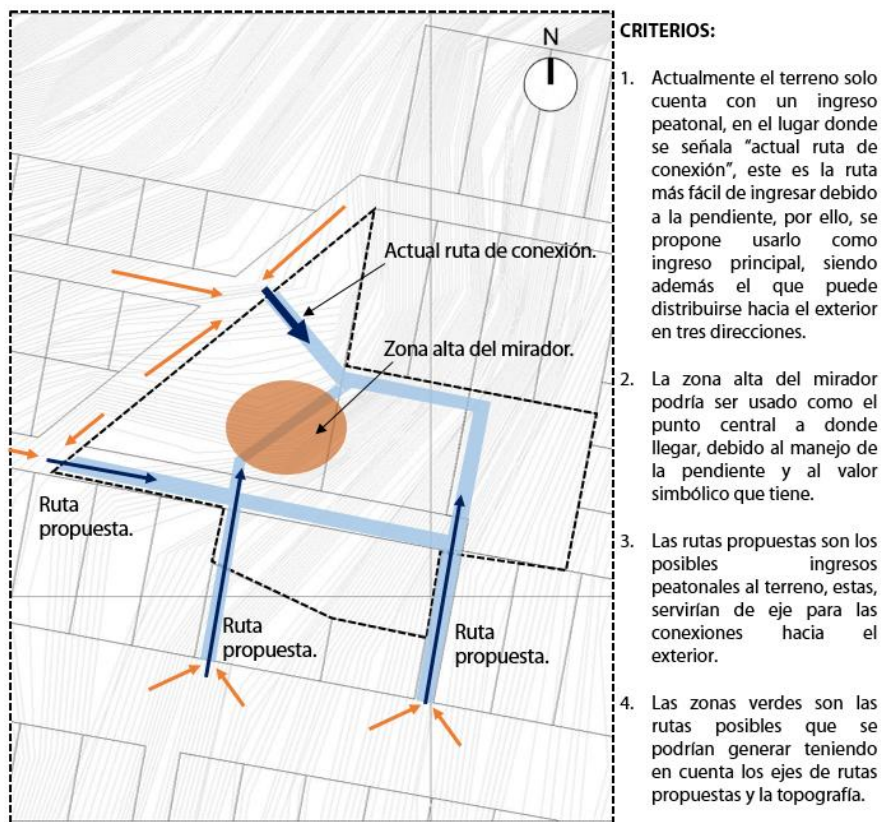 N
Actual ruta de conexión.
Zona alta del mirador.
Ruta
propuesta.
Ruta
propuesta.
Ruta
propuesta.
CRITERIOS:
1. Actualmente el terreno solo
cuenta con un ingreso
peatonal, en el lugar donde
se señala "actual ruta de
conexión", este es la ruta
más fácil de ingresar debido
a la pendiente, por ello, se
propone usarlo como
ingreso principal, siendo
además el que puede
distribuirse hacia el exterior
en tres direcciones.
2. La zona alta del mirador
podría ser usado como el
punto central a donde
llegar, debido al manejo de
la pendiente y al valor
simbólico que tiene.
3. Las rutas propuestas son los
posibles ingresos
peatonales al terreno, estas,
servirían de eje para las
conexiones hacia el
exterior.
4. Las zonas verdes son las
rutas posibles que se
podrían generar teniendo
en cuenta los ejes de rutas
propuestas y la topografía.